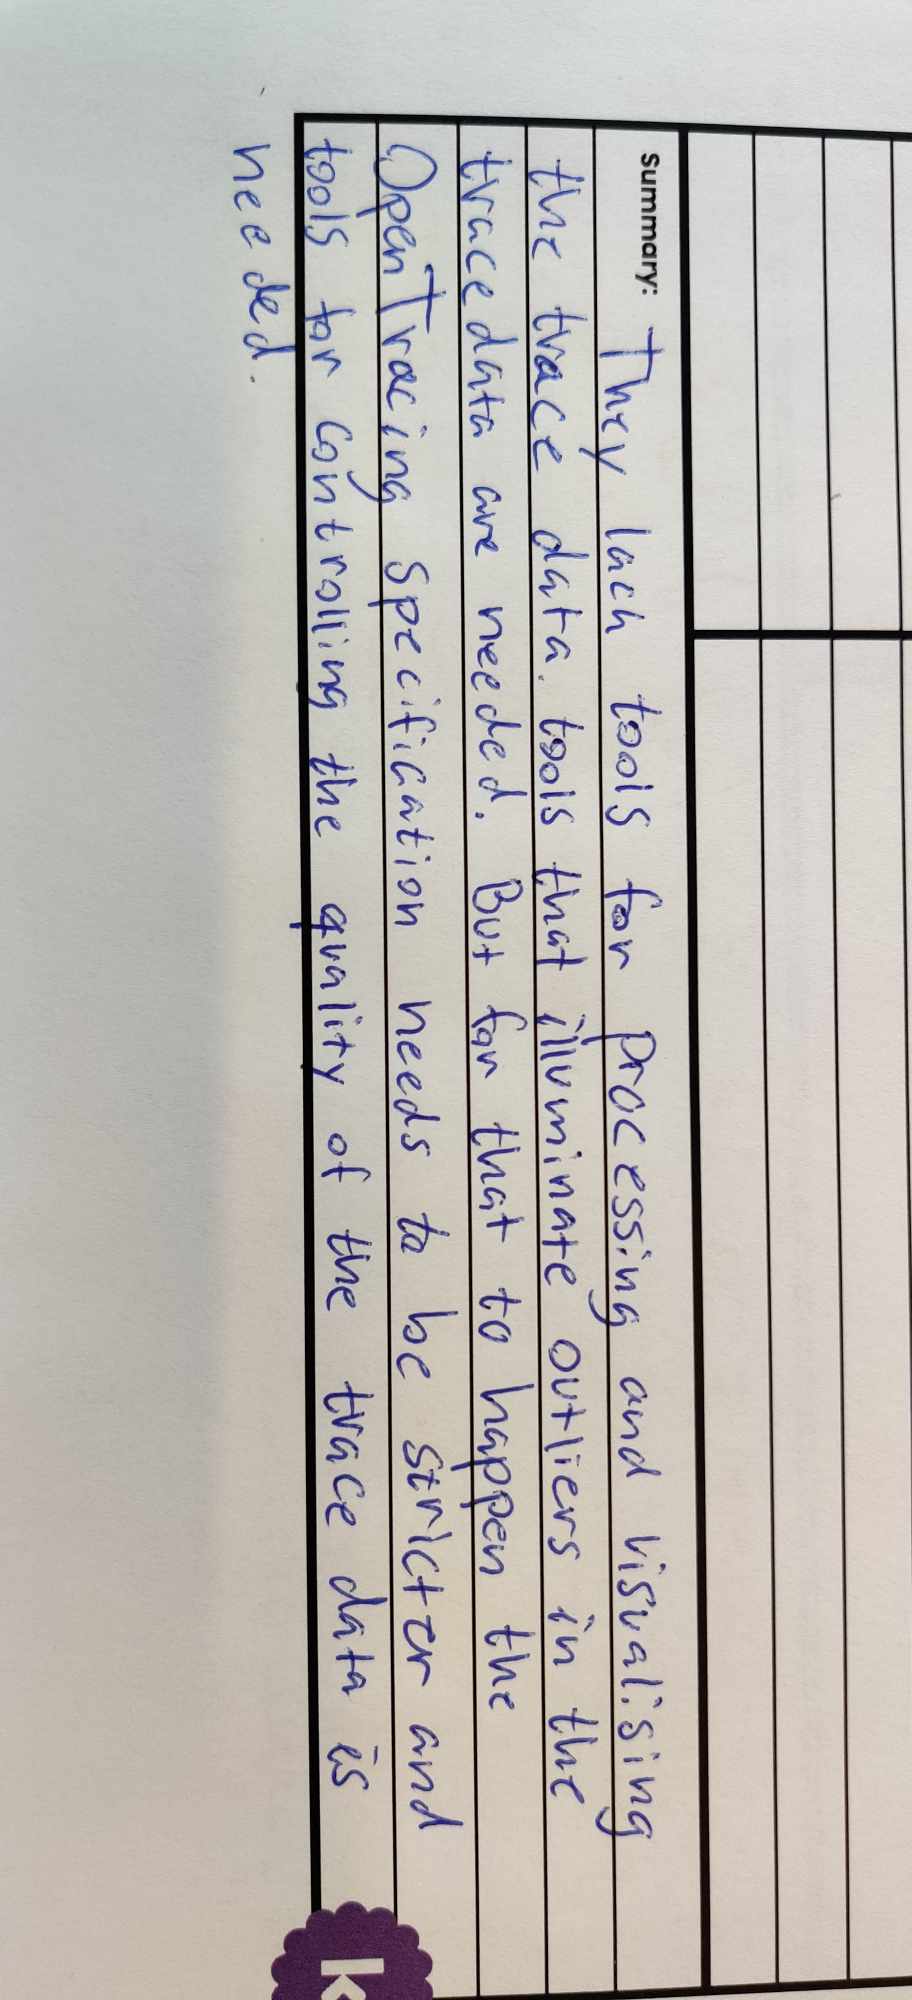 summary: They lack tools for processing and visualising
the trace data. tools that illuminate outliers in the
trace data are needed. But for that to happen the
OpenTracing specification needs to be stricter and
tools for controlling the quality of the trace data is
needed.
k